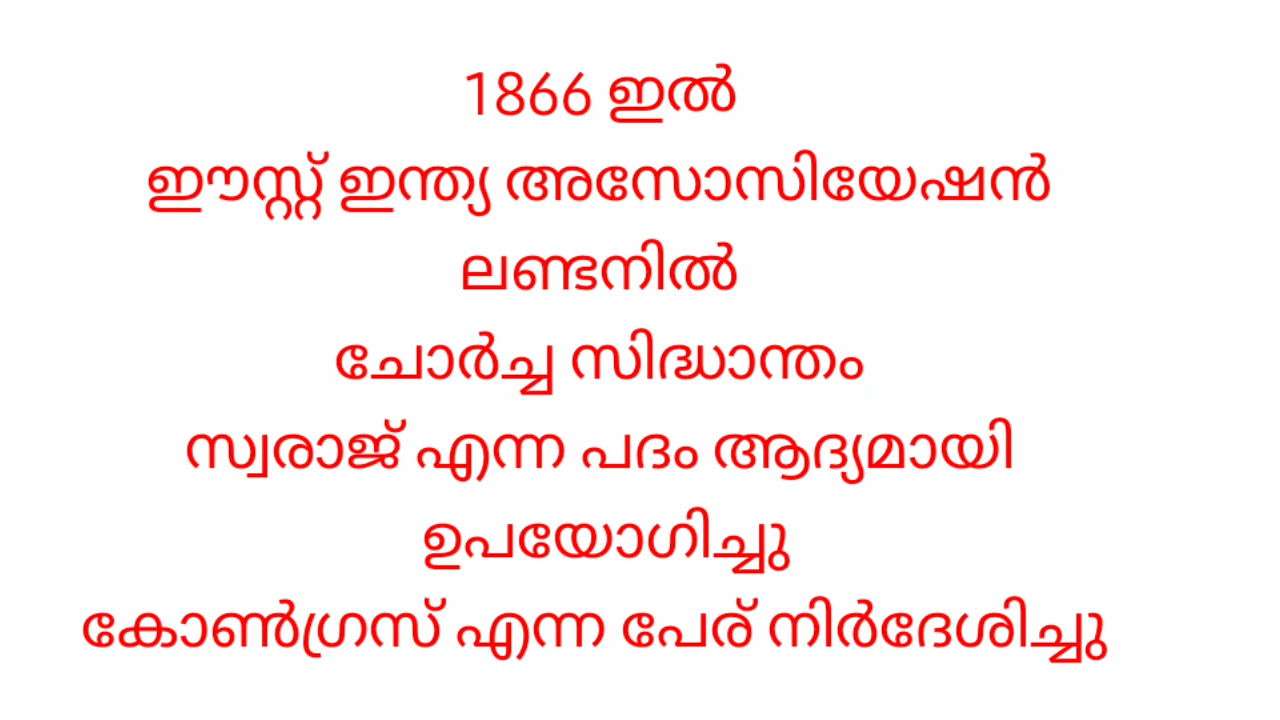 1866 ഇൽ
ഈസ്റ്റ് ഇന്ത്യ അസോസിയേഷൻ
ലണ്ടനിൽ
ചോർച്ച സിദ്ധാന്തം
സ്വരാജ് എന്ന പദം ആദ്യമായി
ഉപയോഗിച്ചു
കോൺഗ്രസ് എന്ന പേര് നിർദേശിച്ചു